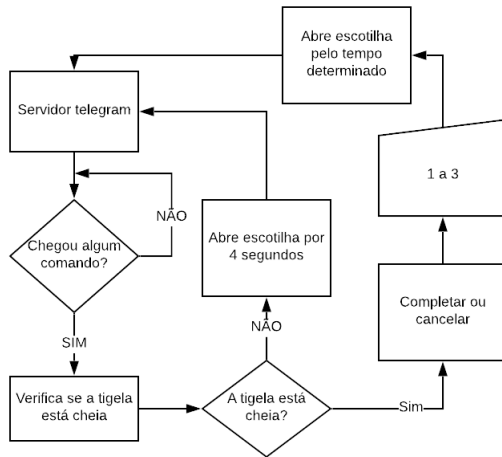 Abre escotilha
pelo tempo
determinado
Servidor telegram
1 a 3
NÃO
Chegou algum
comando?
Abre escotilha por
4 segundos
Completar ou
cancelar
SIM
NÃO
Verifica se a tigela
está cheia
A tigela está
cheia?
Sim